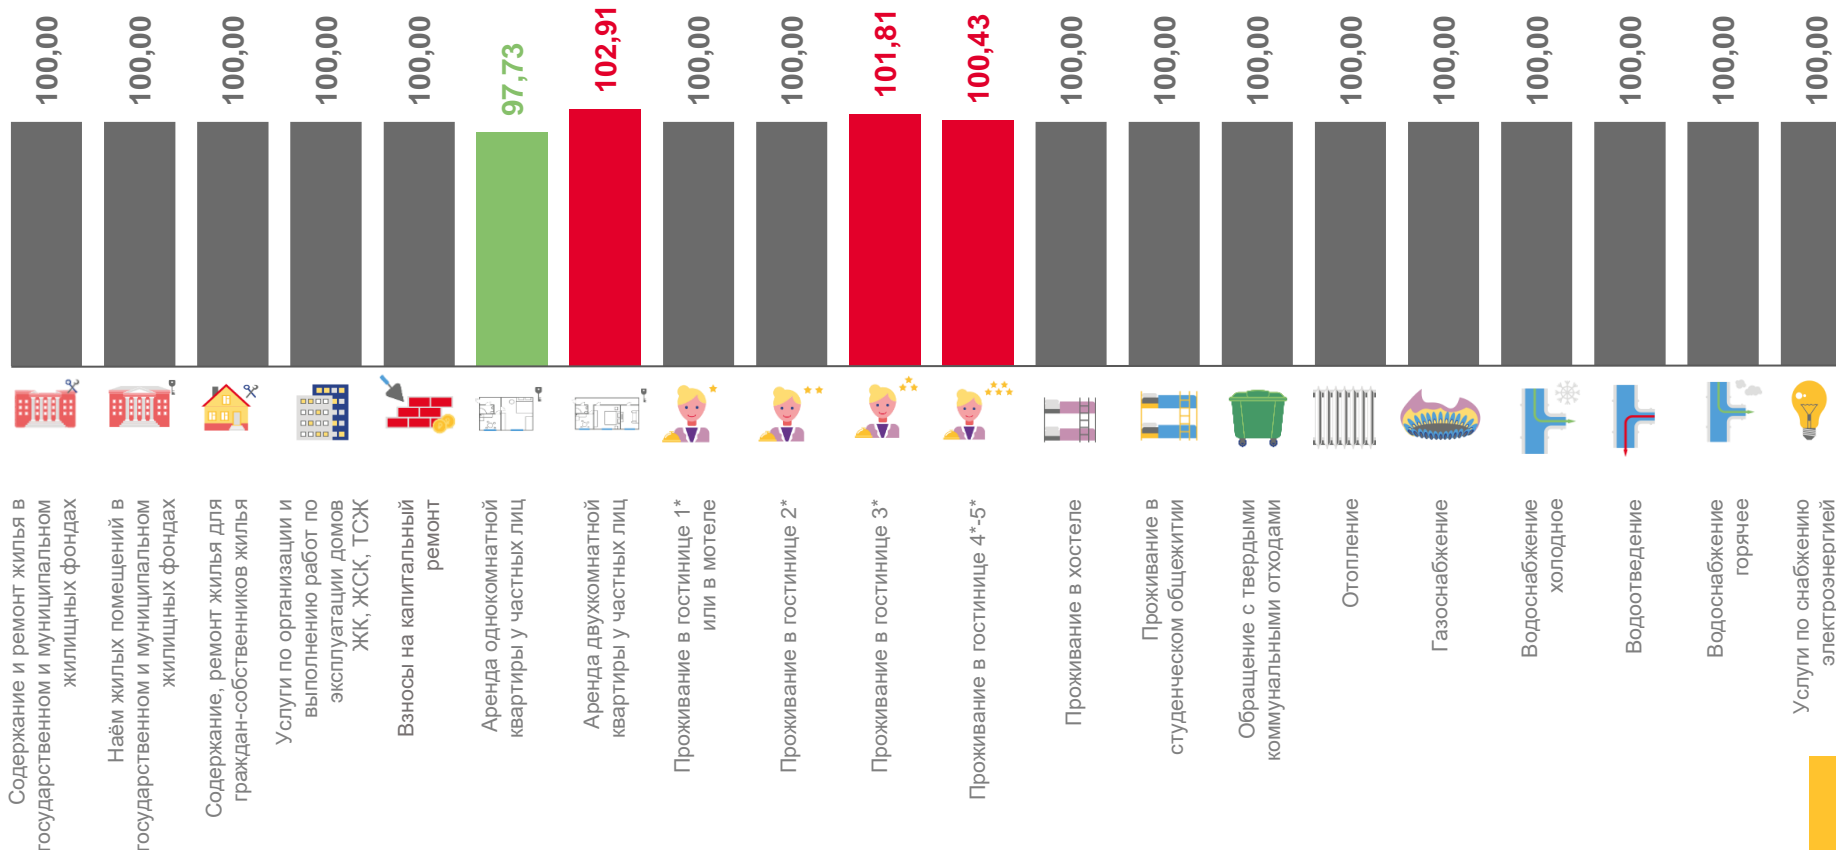 100,00
100,00
100,00
100,00
100,00
97,73
102,91
100,00
100,00
101,81
100,43
100,00
100,00
100,00
100,00
100,00
100,00
100,00
100,00
100,00
Содержание и ремонт жилья в
государственном и муниципальном
жилищных фондах
Наём жилых помещений в
государственном и муниципальном
жилищных фондах
Содержание, ремонт жилья для
граждан-собственников жилья
Услуги по организации и
выполнению работ по
эксплуатации домов
ЖК, ЖСК, ТСЖ
Взносы на капитальный
ремонт
Аренда однокомнатной
квартиры у частных лиц
Аренда двухкомнатной
квартиры у частных лиц
Проживание в гостинице 1*
или в мотеле
Проживание в гостинице 2*
Проживание в гостинице 3*
Проживание в гостинице 4*-5*
Проживание в хостеле
Проживание в
студенческом общежитии
Обращение с твердыми
коммунальными отходами
Отопление
Газоснабжение
Водоснабжение
холодное
Водоотведение
Водоснабжение
горячее
Услуги по снабжению
электроэнергией